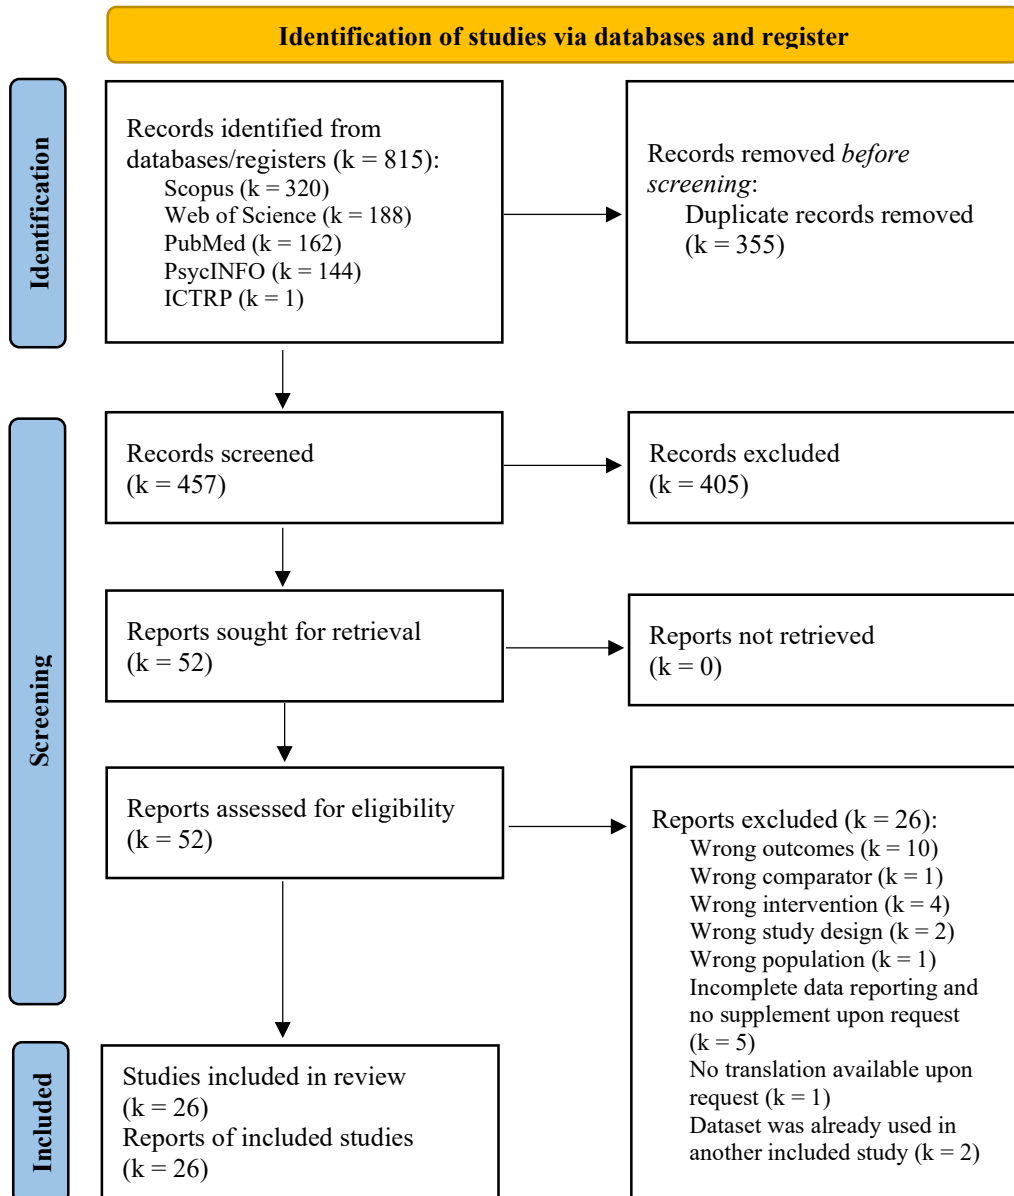 Identification of studies via databases and register
Identification
Records identified from
databases/registers (k = 815):
Scopus (k = 320)
Web of Science (k = 188)
PubMed (k = 162)
PsycINFO (k = 144)
ICTRP (k = 1)
Records removed before
screening:
Duplicate records removed
(k = 355)
Screening
Records screened
(k = 457)
Records excluded
(k = 405)
Reports sought for retrieval
(k = 52)
Reports not retrieved
(k = 0)
Reports assessed for eligibility
(k = 52)
Reports excluded (k = 26):
Wrong outcomes (k = 10)
Wrong comparator (k = 1)
Wrong intervention (k = 4)
Wrong study design (k = 2)
Wrong population (k = 1)
Incomplete data reporting and
no supplement upon request
(k = 5)
No translation available upon
request (k = 1)
Dataset was already used in
another included study (k = 2)
Included
Studies included in review
(k = 26)
Reports of included studies
(k = 26)